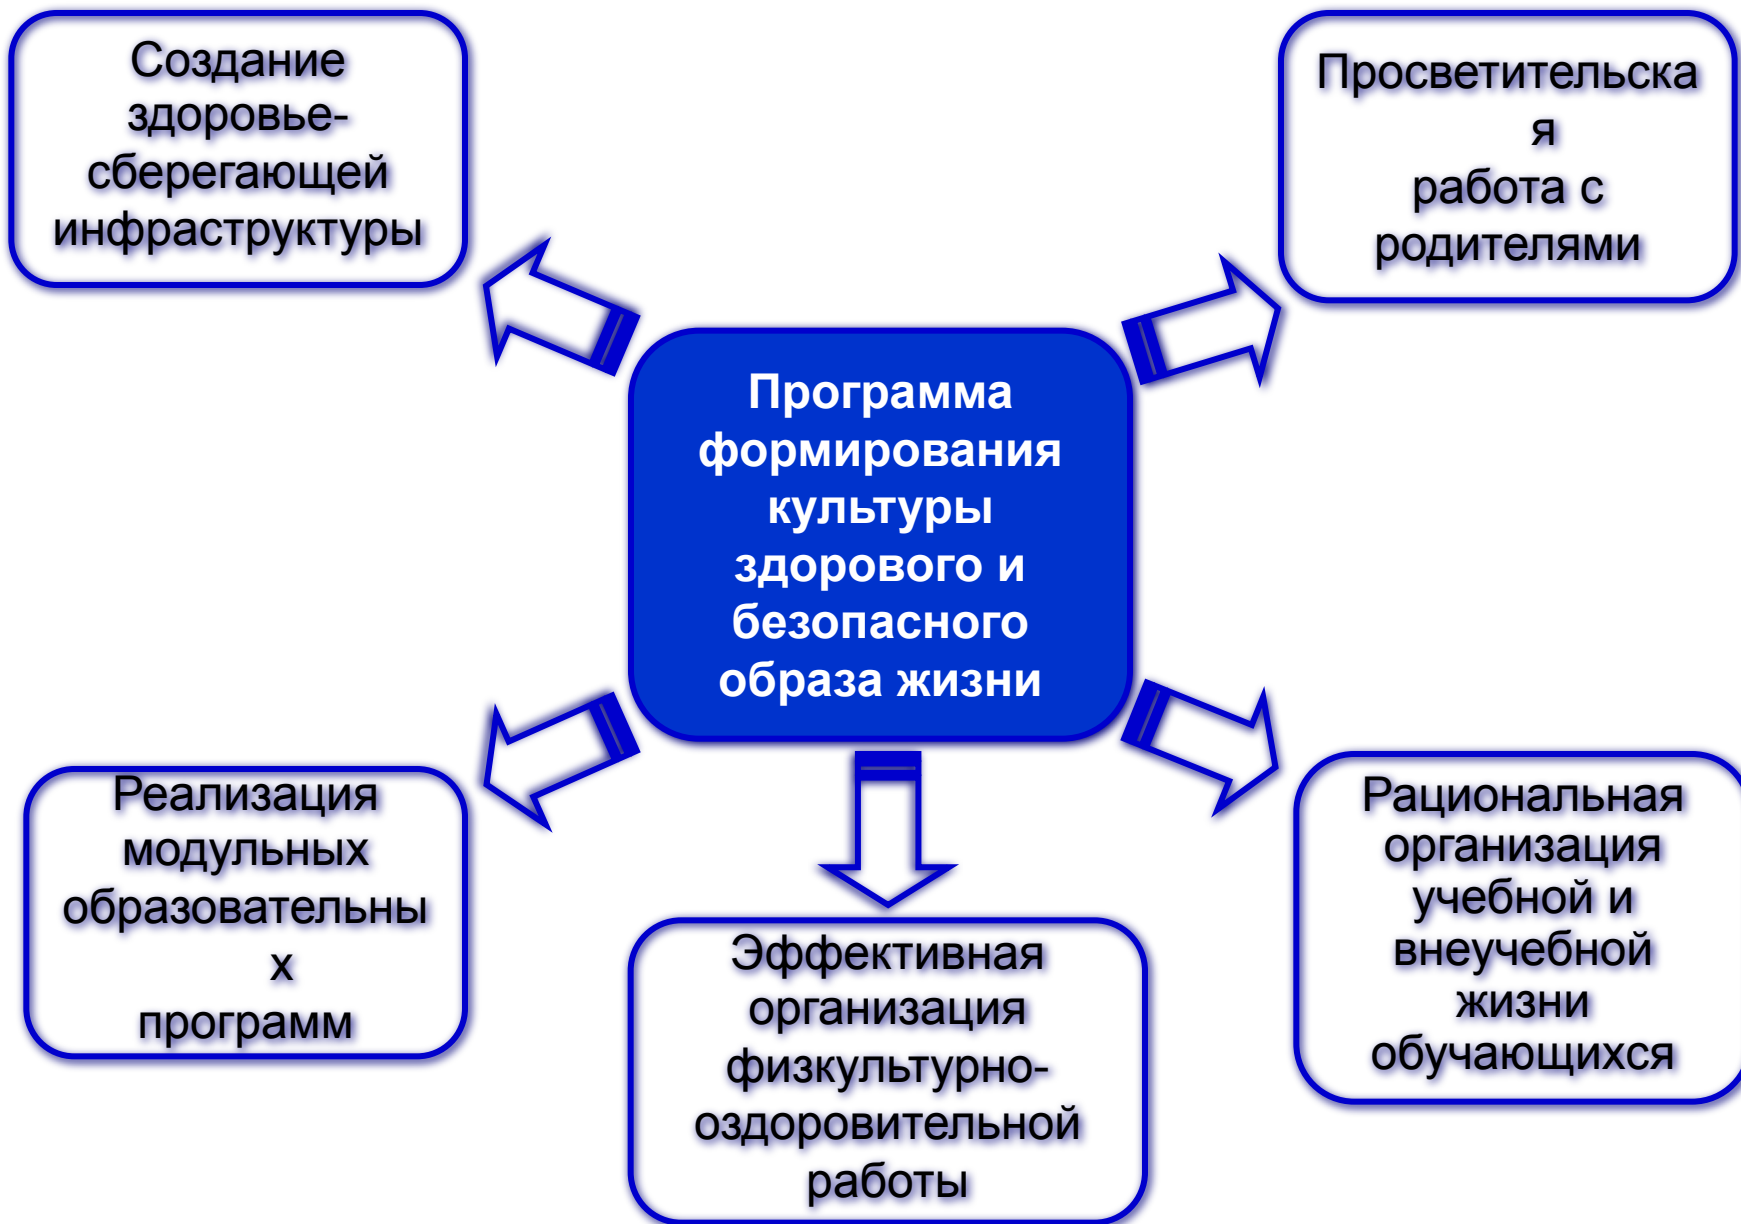 Создание
здоровье-
сберегающей
инфраструктуры
Просветительска
я
работа с
родителями
Программа
формирования
культуры
здорового и
безопасного
образа жизни
Реализация
модульных
образовательны
х
программ
Эффективная
организация
физкультурно-
оздоровительной
работы
Рациональная
организация
учебной и
внеучебной
жизни
обучающихся